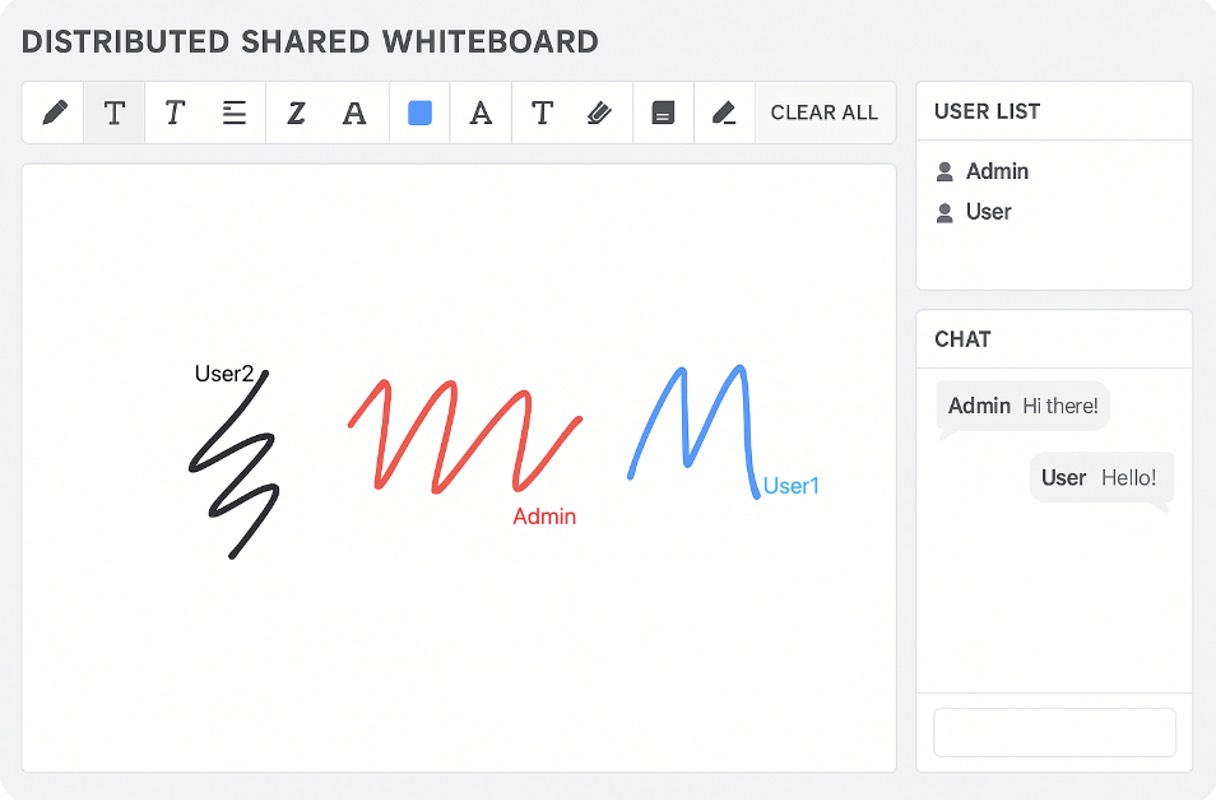 DISTRIBUTED SHARED WHITEBOARD
T T Z A A T CLEAR ALL
USER LIST
Admin
User
User2
Admin
User1
CHAT
Admin Hi there!
User Hello!